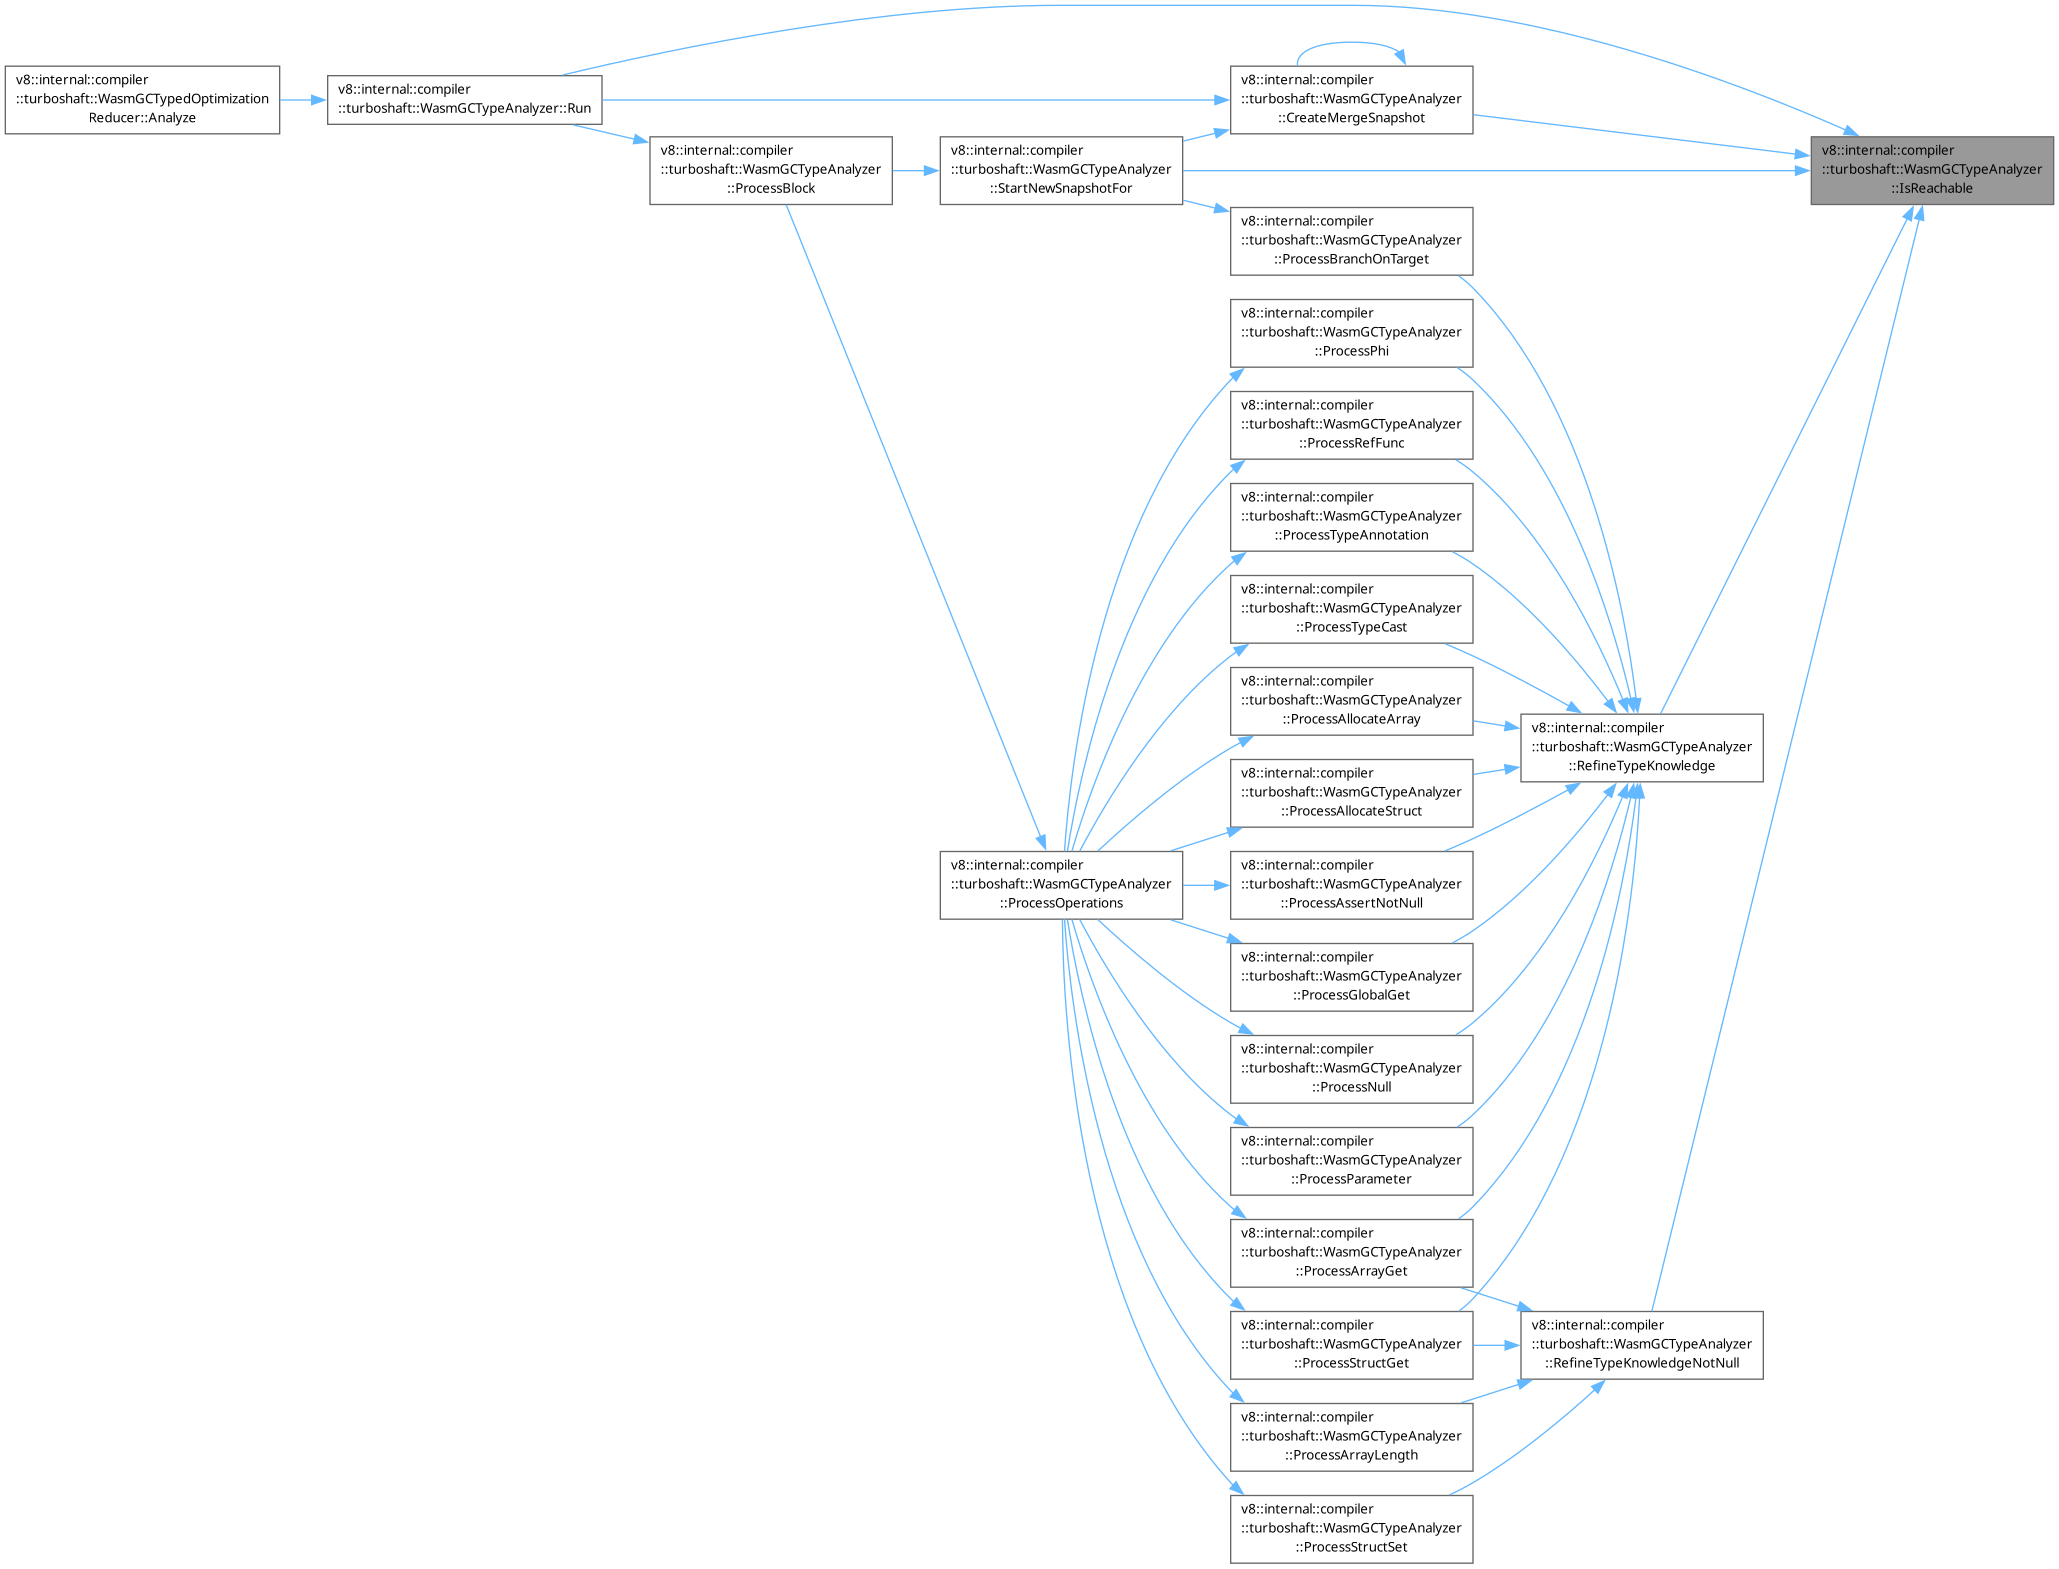 v8::internal::compiler
::turboshaft::WasmGCTypedOptimization
Reducer::Analyze
v8::internal::compiler
::turboshaft::WasmGCTypeAnalyzer::Run
v8::internal::compiler
::turboshaft::WasmGCTypeAnalyzer
::ProcessBlock
v8::internal::compiler
::turboshaft::WasmGCTypeAnalyzer
::StartNewSnapshotFor
v8::internal::compiler
::turboshaft::WasmGCTypeAnalyzer
::CreateMergeSnapshot
v8::internal::compiler
::turboshaft::WasmGCTypeAnalyzer
::IsReachable
v8::internal::compiler
::turboshaft::WasmGCTypeAnalyzer
::ProcessBranchOnTarget
v8::internal::compiler
::turboshaft::WasmGCTypeAnalyzer
::ProcessPhi
v8::internal::compiler
::turboshaft::WasmGCTypeAnalyzer
::ProcessRefFunc
v8::internal::compiler
::turboshaft::WasmGCTypeAnalyzer
::ProcessTypeAnnotation
v8::internal::compiler
::turboshaft::WasmGCTypeAnalyzer
::ProcessTypeCast
v8::internal::compiler
::turboshaft::WasmGCTypeAnalyzer
::ProcessAllocateArray
v8::internal::compiler
::turboshaft::WasmGCTypeAnalyzer
::RefineTypeKnowledge
v8::internal::compiler
::turboshaft::WasmGCTypeAnalyzer
::ProcessAllocateStruct
v8::internal::compiler
::turboshaft::WasmGCTypeAnalyzer
::ProcessOperations
v8::internal::compiler
::turboshaft::WasmGCTypeAnalyzer
::ProcessAssertNotNull
v8::internal::compiler
::turboshaft::WasmGCTypeAnalyzer
::ProcessGlobalGet
v8::internal::compiler
::turboshaft::WasmGCTypeAnalyzer
::ProcessNull
v8::internal::compiler
::turboshaft::WasmGCTypeAnalyzer
::ProcessParameter
v8::internal::compiler
::turboshaft::WasmGCTypeAnalyzer
::ProcessArrayGet
v8::internal::compiler
::turboshaft::WasmGCTypeAnalyzer
::ProcessStructGet
v8::internal::compiler
::turboshaft::WasmGCTypeAnalyzer
::RefineTypeKnowledgeNotNull
v8::internal::compiler
::turboshaft::WasmGCTypeAnalyzer
::ProcessArrayLength
v8::internal::compiler
::turboshaft::WasmGCTypeAnalyzer
::ProcessStructSet